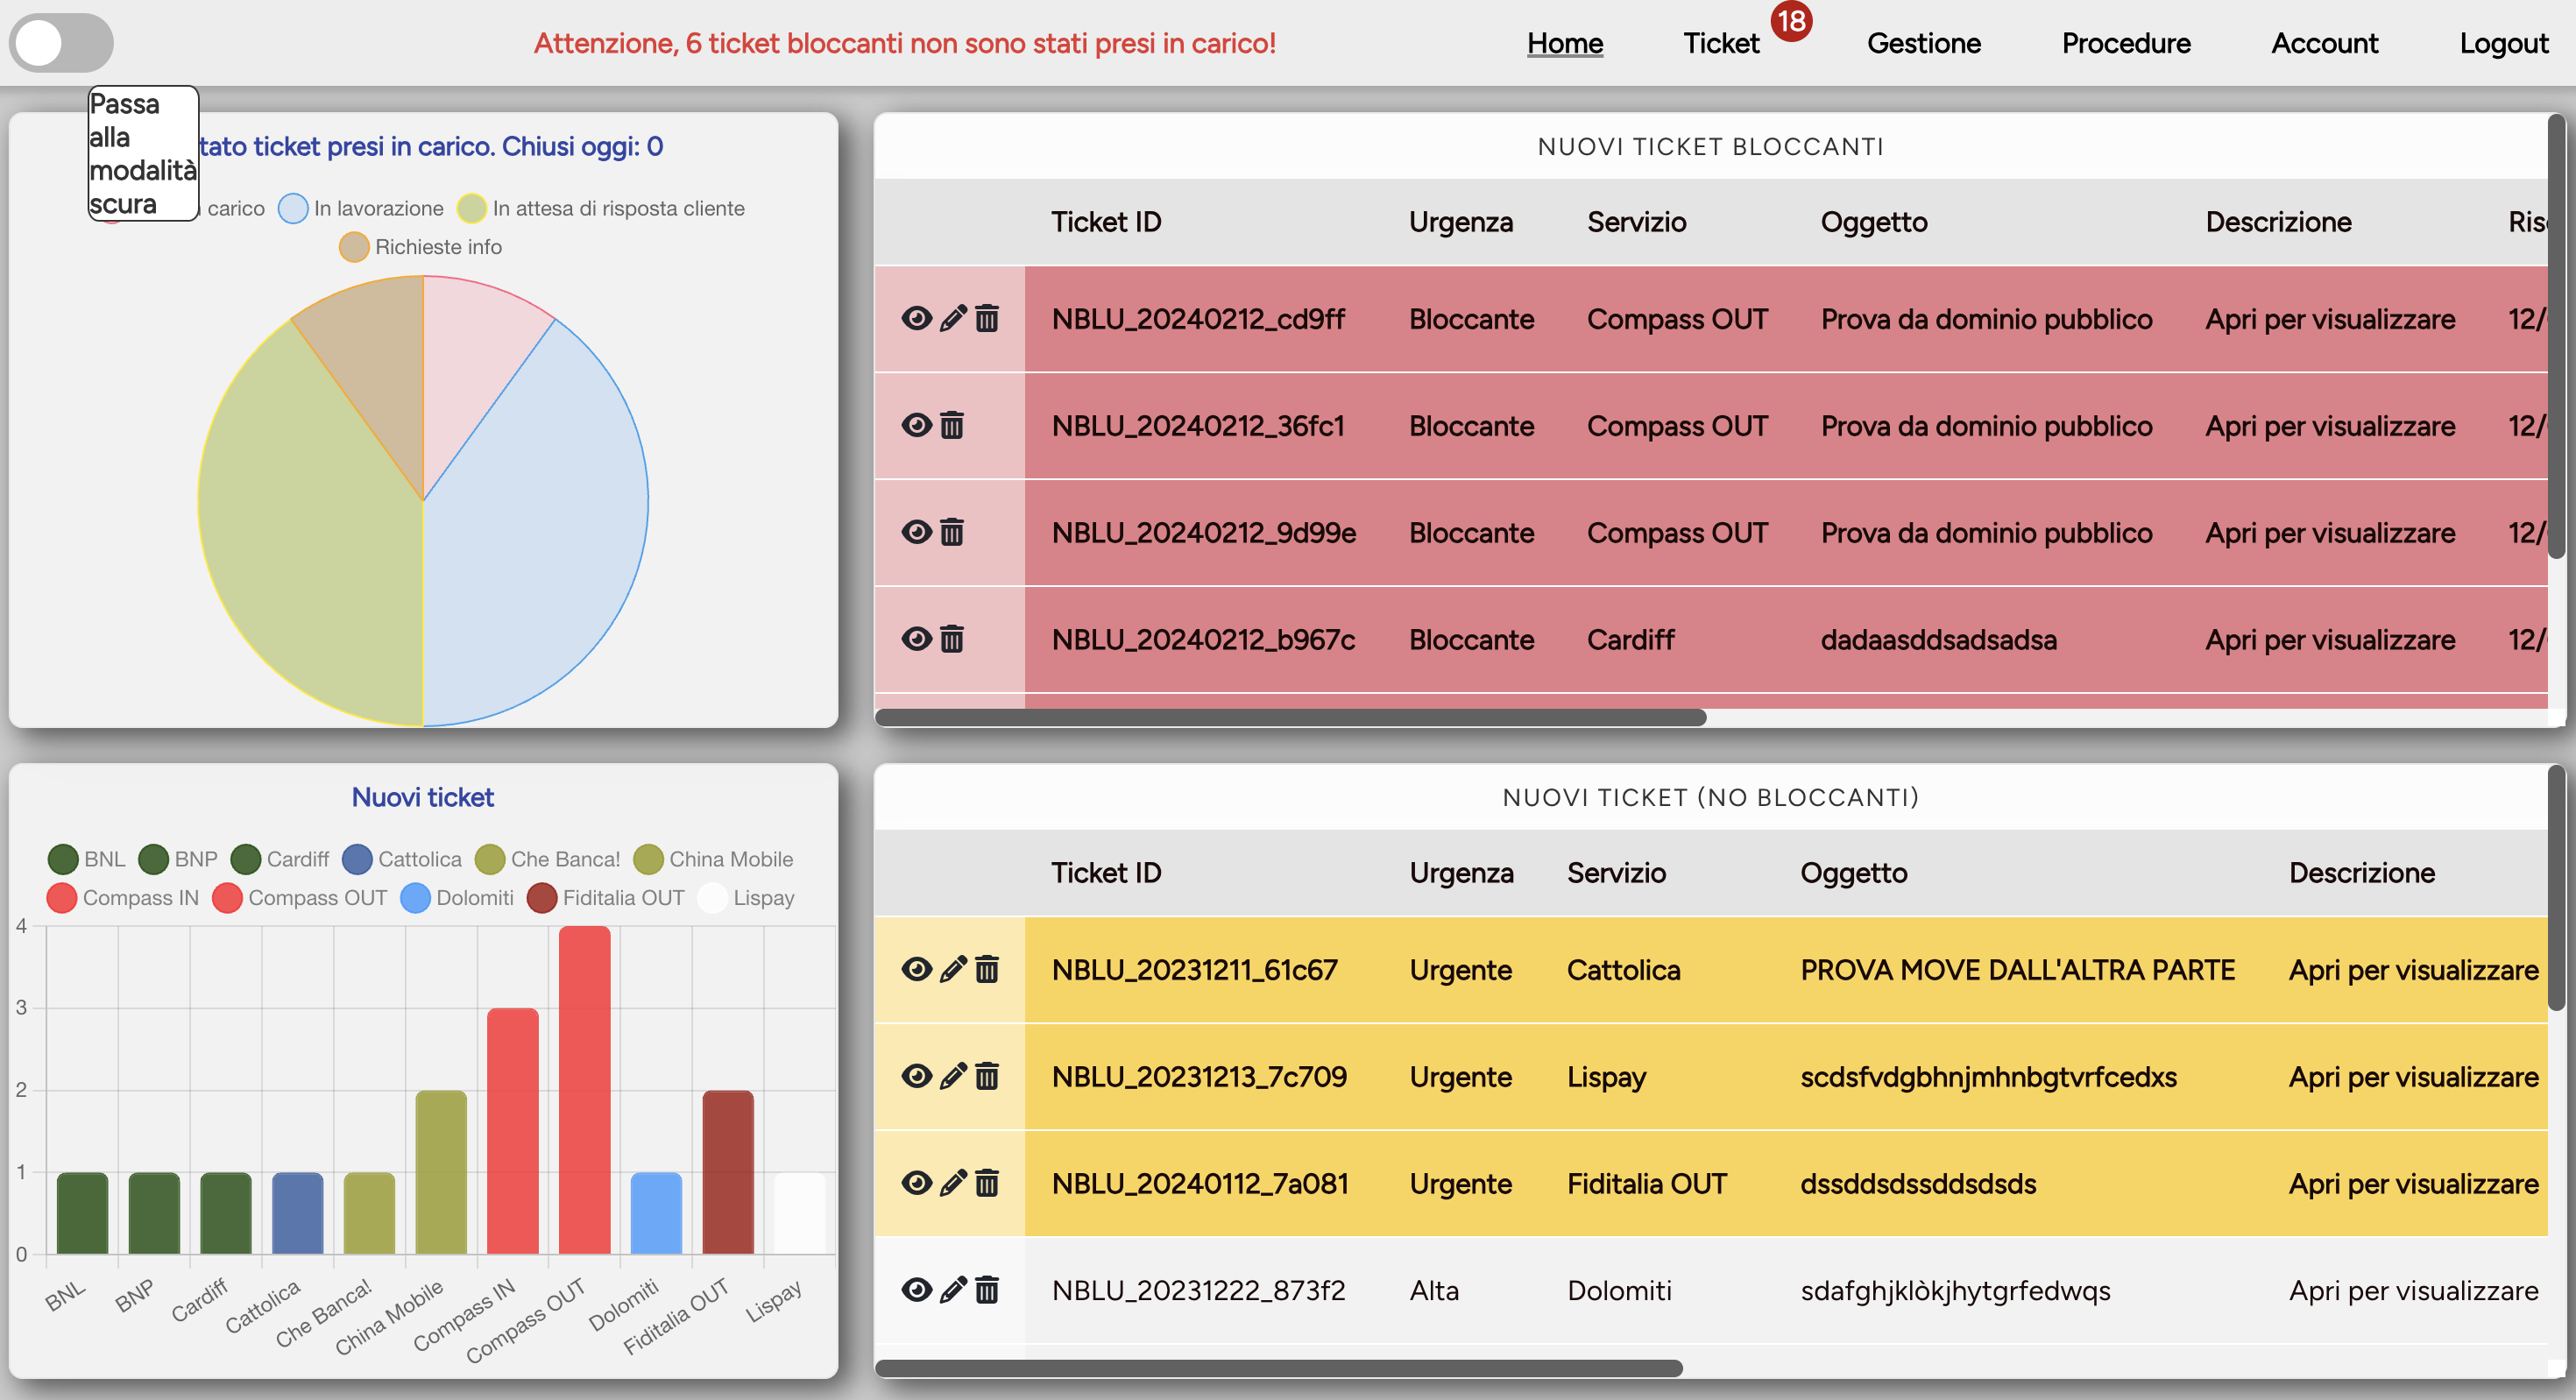 Attenzione, 6 ticket bloccanti non sono stati presi in carico!
Home Ticket 18 Gestione Procedure Account Logout
Passa
alla
modalità
scura
tato ticket presi in carico. Chiusi oggi: 0
carico In lavorazione In attesa di risposta cliente
Richieste info
NUOVI TICKET BLOCCANTI
Ticket ID Urgenza Servizio Oggetto Descrizione
NBLU_20240212_cd9ff Bloccante Compass OUT Prova da dominio pubblico Apri per visualizzare 12/
NBLU_20240212_36fc1 Bloccante Compass OUT Prova da dominio pubblico Apri per visualizzare 12/
NBLU_20240212_9d99e Bloccante Compass OUT Prova da dominio pubblico Apri per visualizzare 12/
NBLU_20240212_b967c Bloccante Cardiff dadaasddsadsadsa Apri per visualizzare 12/
Nuovi ticket
BNL BNP Cardiff Cattolica Che Banca! China Mobile
Compass IN Compass OUT Dolomiti Fiditalia OUT Lispay
4
3
2
1
0
BNL BNP Cardiff Cattolica Che Banca! China Mobile Compass IN Compass OUT Dolomiti Fiditalia OUT Lispay
NUOVI TICKET (NO BLOCCANTI)
Ticket ID Urgenza Servizio Oggetto Descrizione
NBLU_20231211_61c67 Urgente Cattolica PROVA MOVE DALL'ALTRA PARTE Apri per visualizzare
NBLU_20231213_7c709 Urgente Lispay scdsfvdgbhnjmhnbgtvrfcedxs Apri per visualizzare
NBLU_20240112_7a081 Urgente Fiditalia OUT dssddsdssddsdsds Apri per visualizzare
NBLU_20231222_873f2 Alta Dolomiti sdafghjklòkjhytgrfedwqs Apri per visualizzare